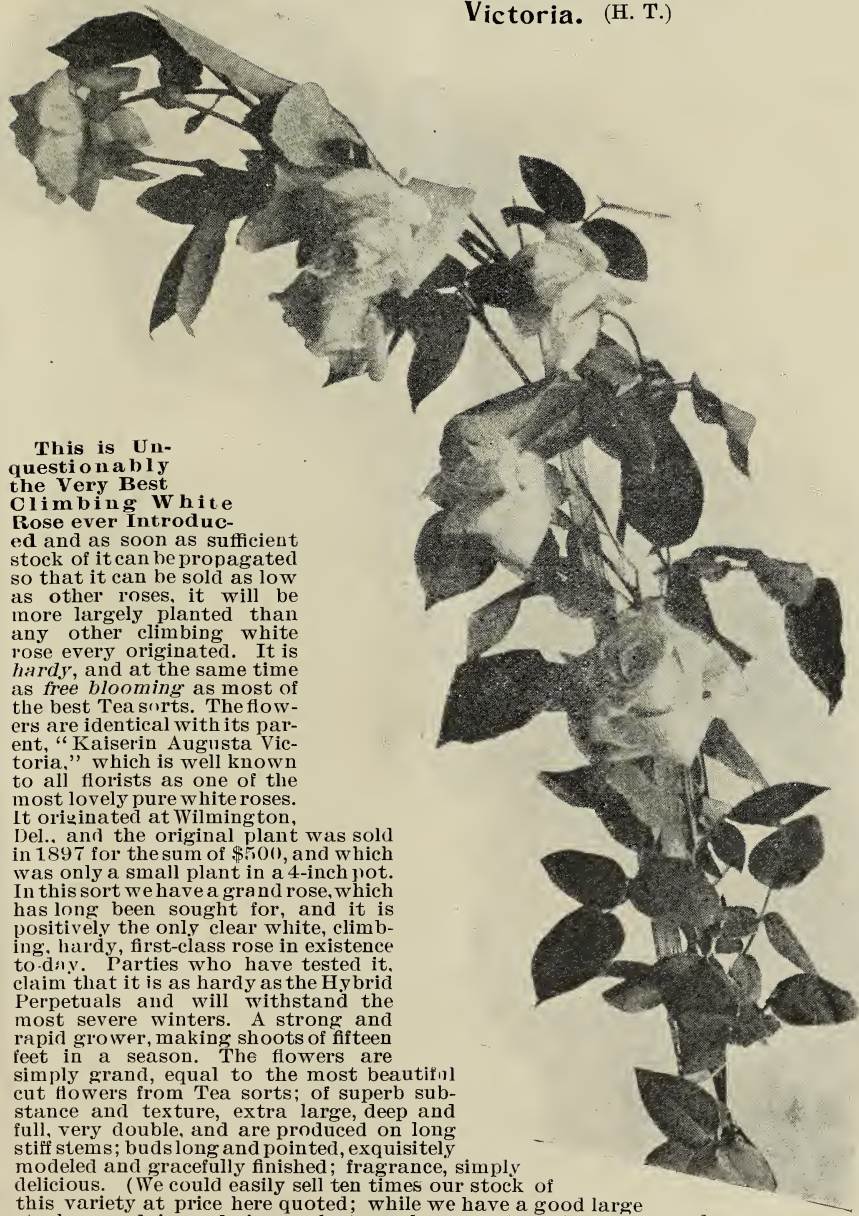 Victoria. (H. T.)
This is Un-
questionably
the Very Best
Climbing White
Rose ever Introduc-
ed and as soon as sufficient
stock of it can be propagated
so that it can be sold as low
as other roses, it will be
more largely planted than
any other climbing white
rose every originated. It is
hardy, and at the same time
as free blooming as most of
the best Tea sorts. The flow-
ers are identical with its par-
ent, “Kaiserin Augusta Vic-
toria,” which is well known
to all florists as one of the
most lovely pure white roses.
It originated at Wilmington,
Del., and the original plant was sold
in 1897 for the sum of $500, and which
was only a small plant in a 4-inch pot.
In this sort we have a grand rose, which
has long been sought for, and it is
positively the only clear white, climb-
ing, hardy, first-class rose in existence
to-day. Parties who have tested it,
claim that it is as hardy as the Hybrid
Perpetuals and will withstand the
most severe winters. A strong and
rapid grower, making shoots of fifteen
feet in a season. The flowers are
simply grand, equal to the most beautiful
cut flowers from Tea sorts; of superb sub-
stance and texture, extra large, deep and
full, very double, and are produced on long
stiff stems; buds long and pointed, exquisitely
modeled and gracefully finished; fragrance, simply
delicious. (We could easily sell ten times our stock of
this variety at price here quoted; while we have a good large